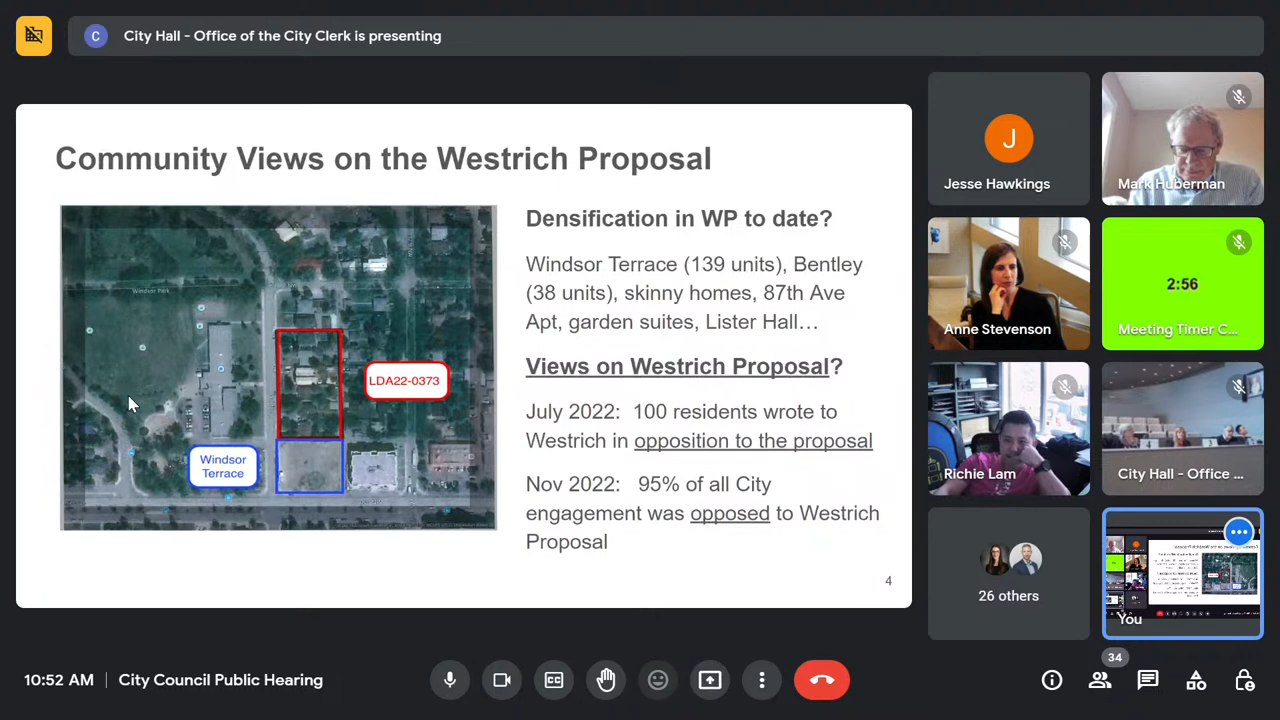 C
City Hall - Office of the City Clerk is presenting
Community Views on the Westrich Proposal
Windsor Park
LDA22-0373
Windsor
Terrace
Densification in WP to date?
Windsor Terrace (139 units), Bentley
(38 units), skinny homes, 87th Ave
Apt, garden suites, Lister Hall…
Views on Westrich Proposal?
July 2022: 100 residents wrote to
Westrich in opposition to the proposal
Nov 2022: 95% of all City
engagement was opposed to Westrich
Proposal
4
J
Jesse Hawkings
Mark Huberman
Anne Stevenson
2:56
Meeting Timer C...
Richie Lam
City Hall - Office ...
26 others
You
10:52 AM
City Council Public Hearing
CC
34